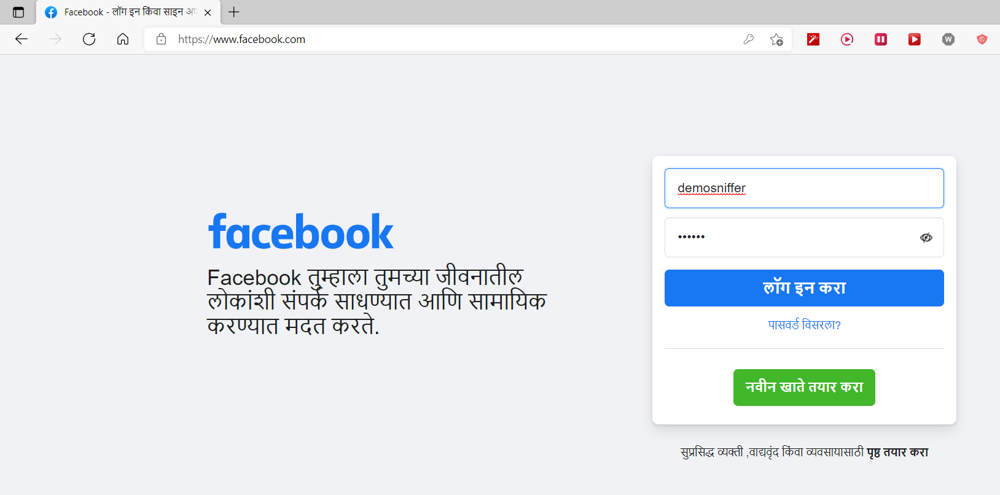 Facebook - लॉग इन किंवा साइन
https://www.facebook.com
demosniffer
••••••
facebook
Facebook तुम्हाला तुमच्या जीवनातील
लोकांशी संपर्क साधण्यात आणि सामायिक
करण्यात मदत करते.
लॉग इन करा
पासवर्ड विसरला?
नवीन खाते तयार करा
सुप्रसिद्ध व्यक्ती ,वाद्यवृंद किंवा व्यवसायासाठी पृष्ठ तयार करा